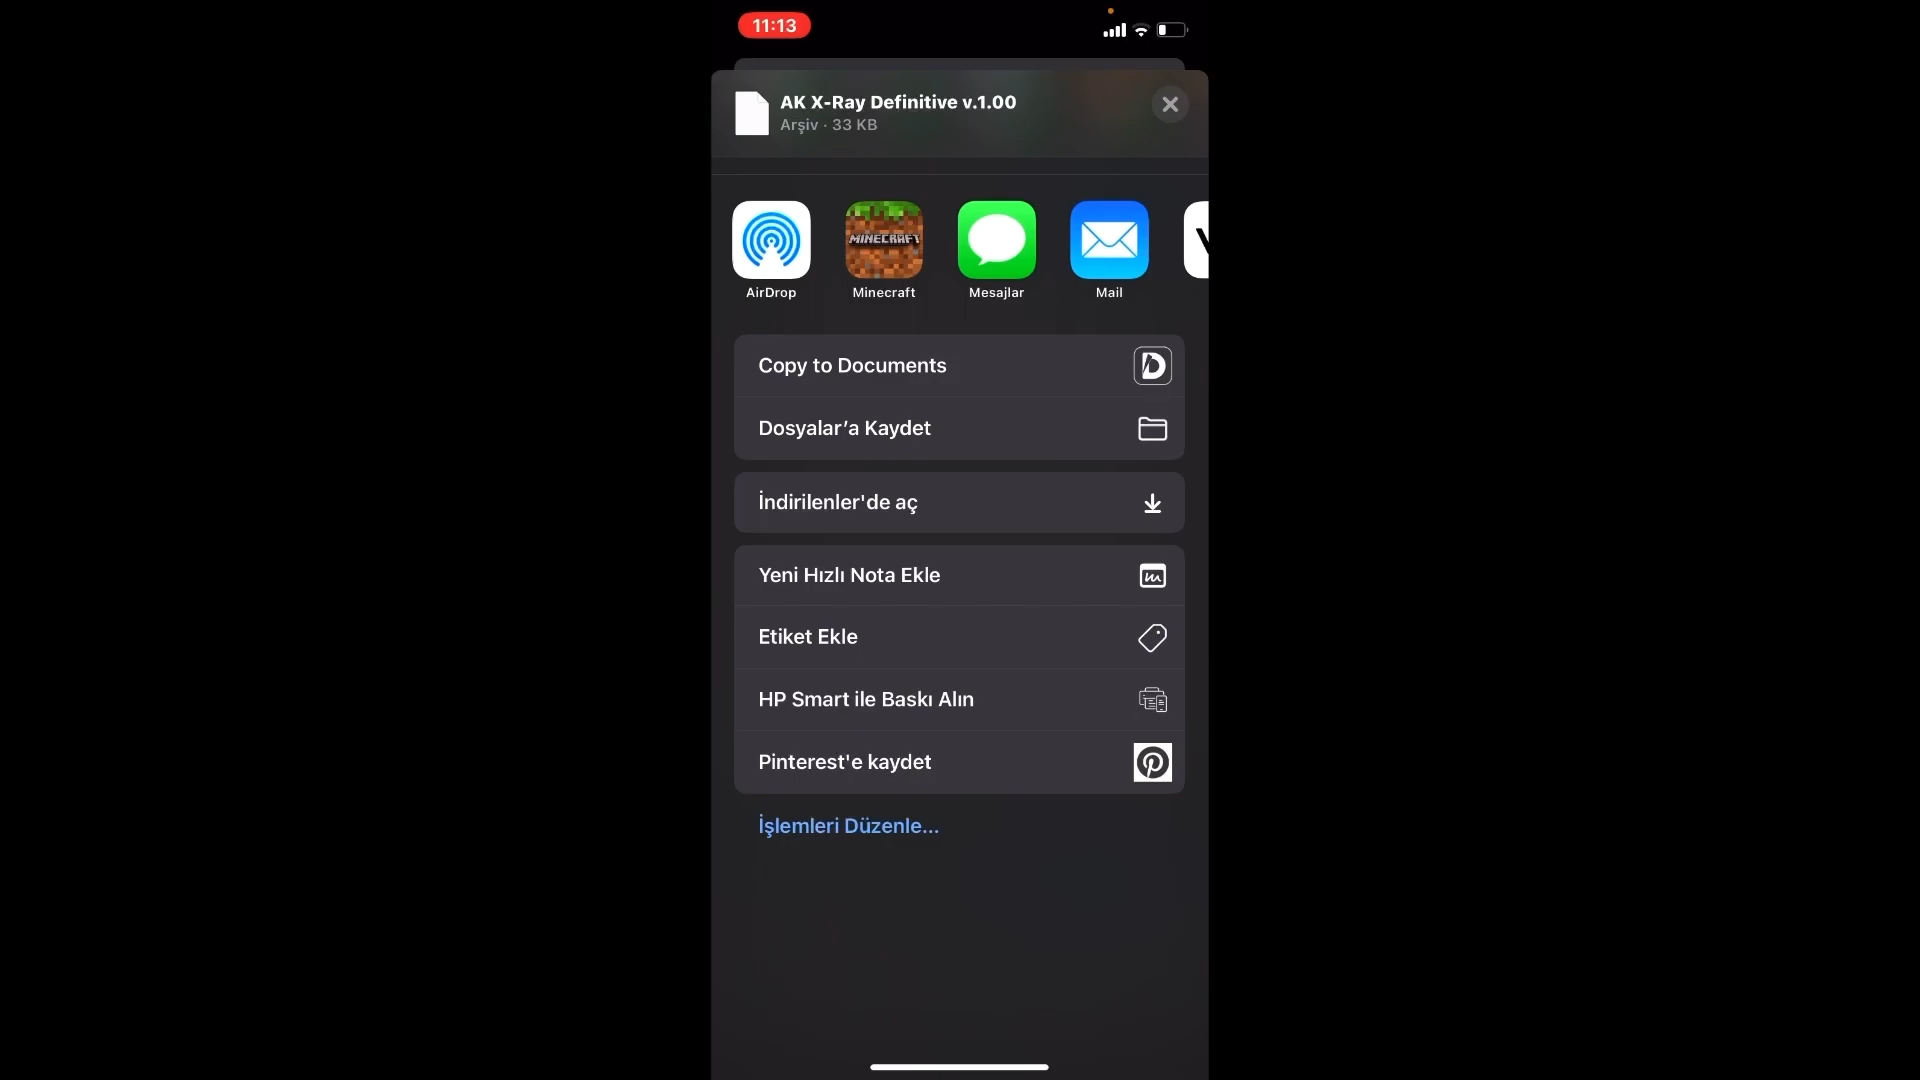 11:13
AK X-Ray Definitive v.1.00
Arşiv · 33 KB
MINECRAFT
AirDrop
Minecraft
Mesajlar
Mail
Copy to Documents
Dosyalar’a Kaydet
İndirilenler'de aç
Yeni Hızlı Nota Ekle
Etiket Ekle
HP Smart ile Baskı Alın
Pinterest'e kaydet
İşlemleri Düzenle...